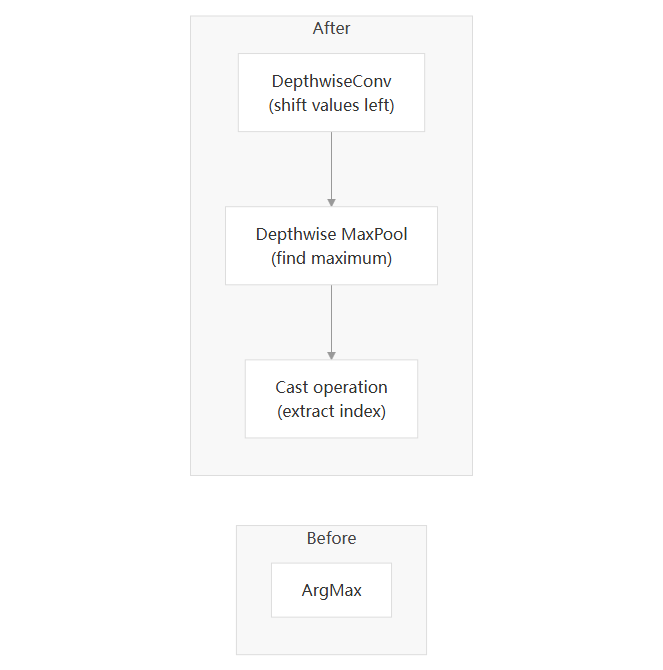 After
DepthwiseConv
(shift values left)
Depthwise MaxPool
(find maximum)
Cast operation
(extract index)
Before
ArgMax